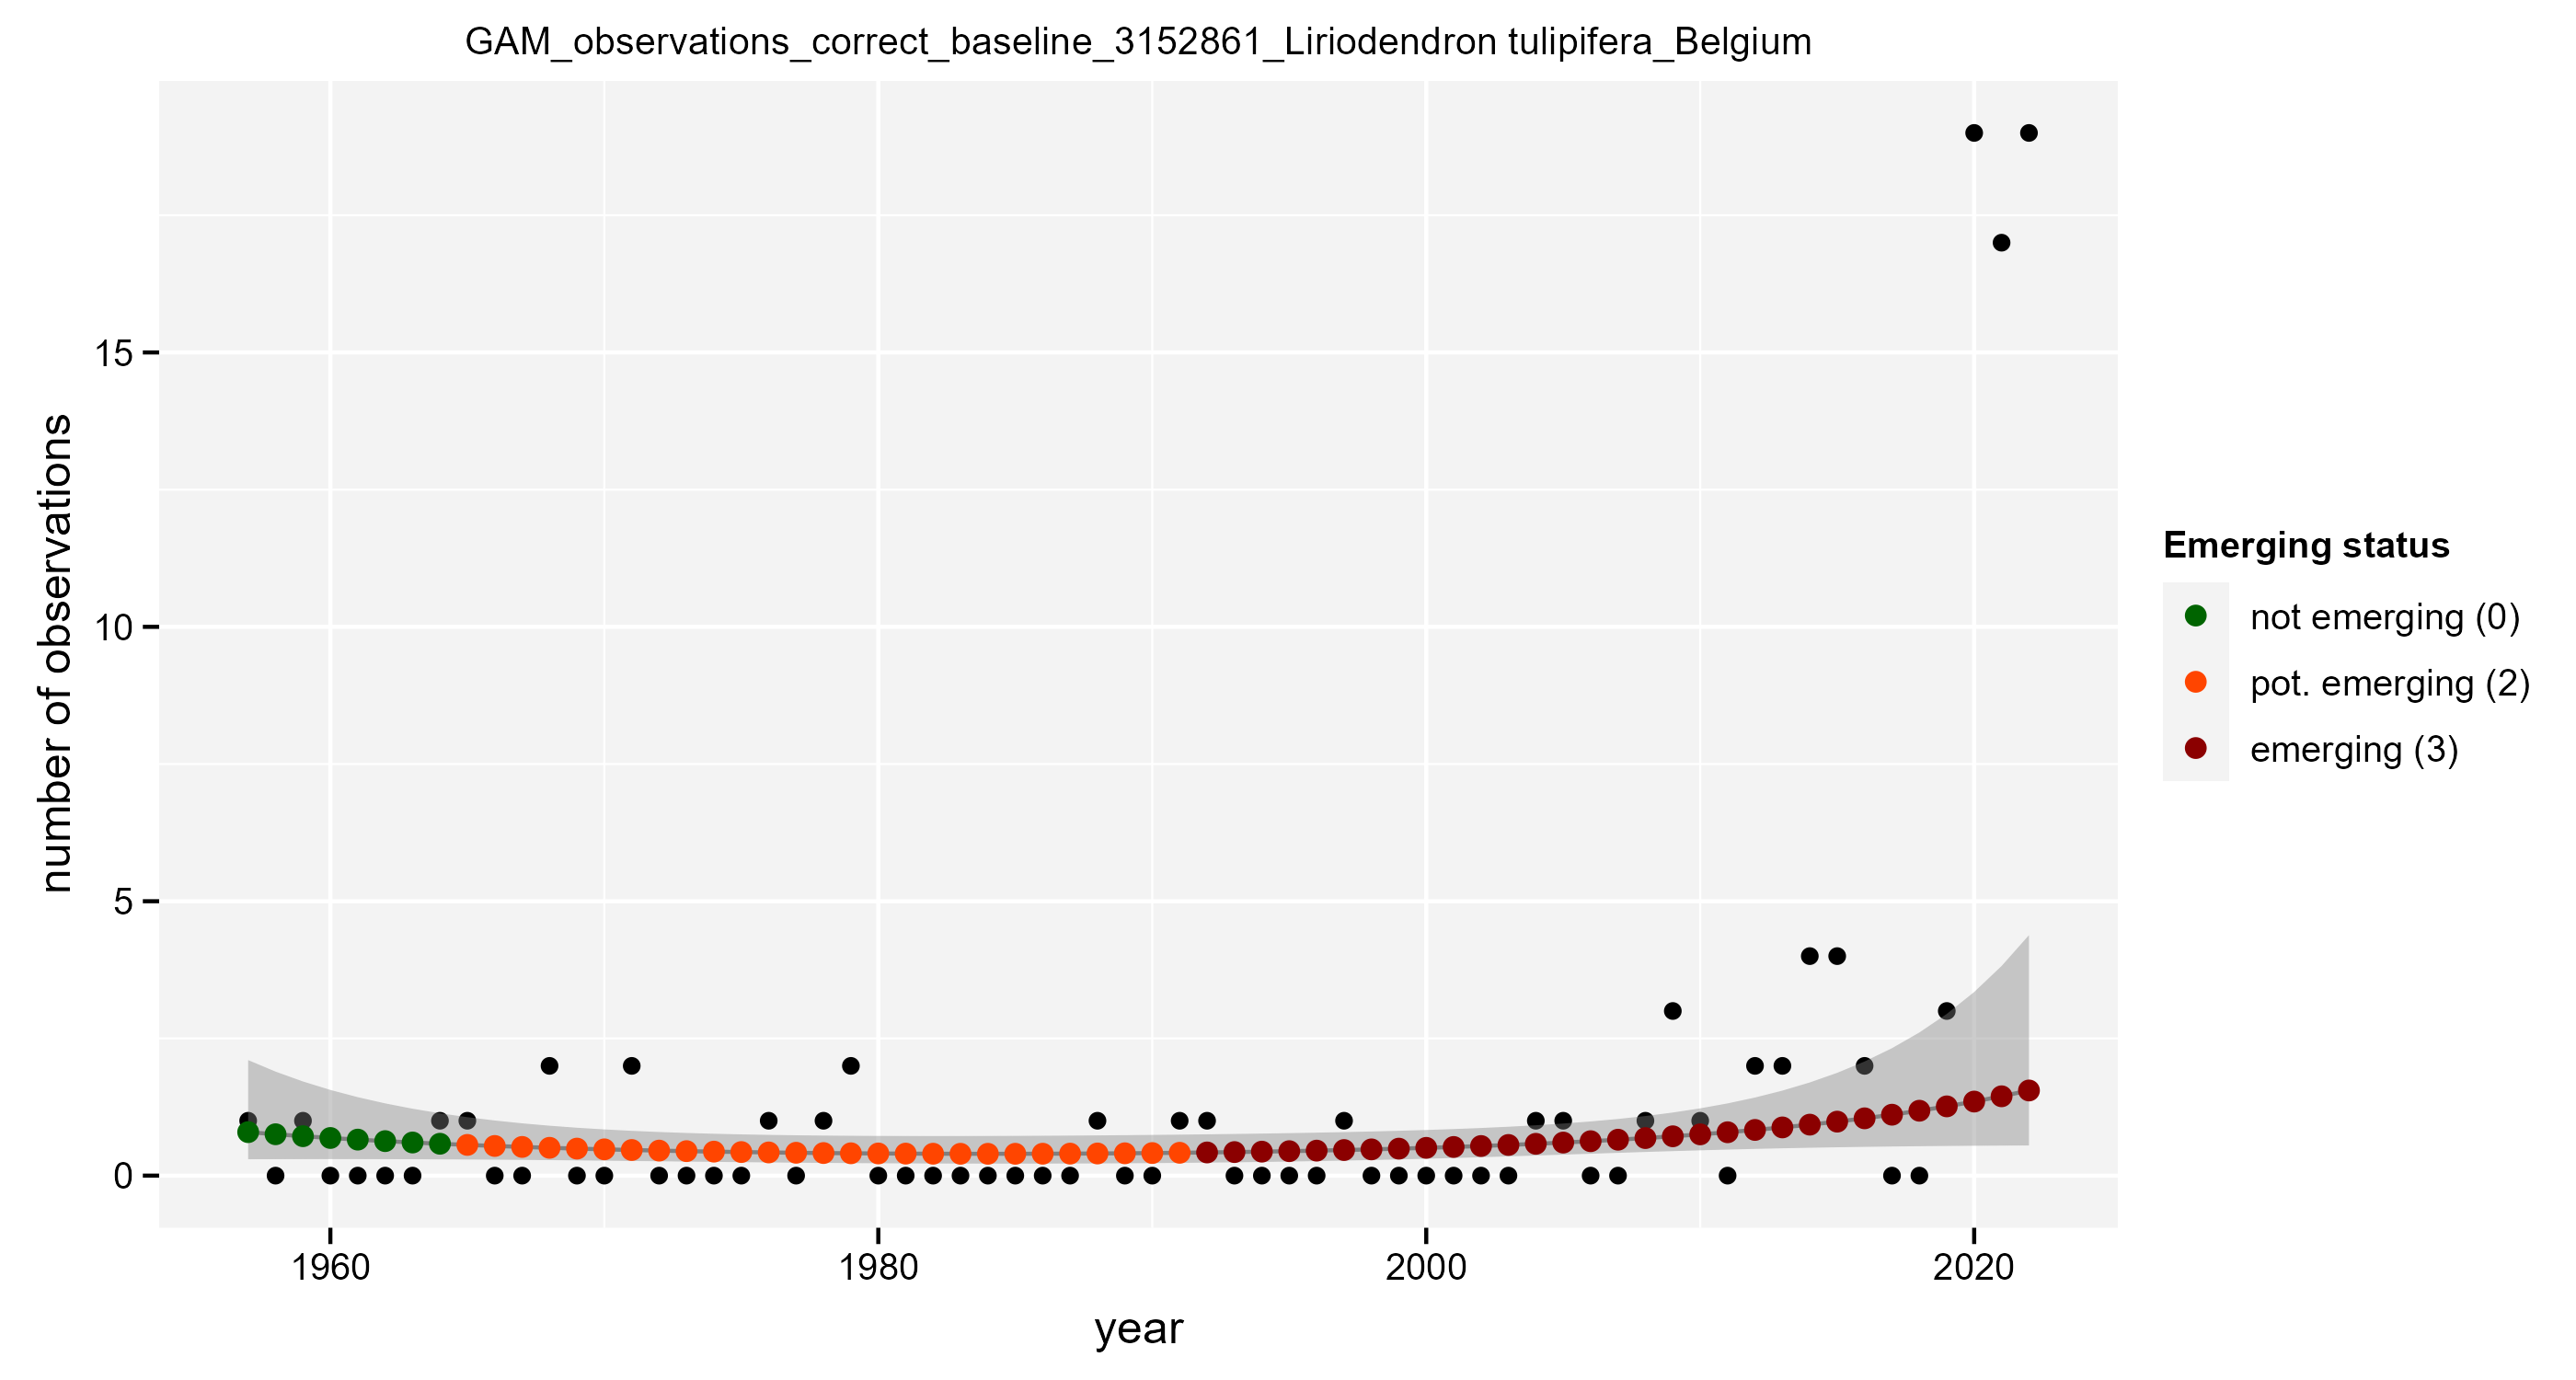 GAM_observations_correct_baseline_3152861_Liriodendron tulipifera_Belgium
number of observations
15
10
5
0
1960
1980
2000
2020
year
Emerging status
not emerging (0)
pot. emerging (2)
emerging (3)